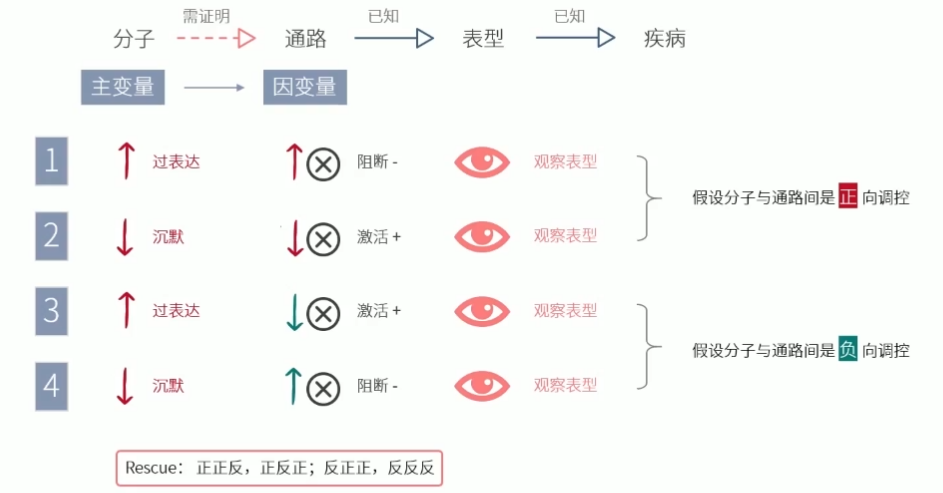 需证明 已知 已知
分子 通路 表型 疾病
主变量 因变量
1 过表达 阻断 - 观察表型
假设分子与通路间是 正 向调控
2 沉默 激活 + 观察表型
3 过表达 激活 + 观察表型
假设分子与通路间是 负 向调控
4 沉默 阻断 - 观察表型
Rescue： 正正反，正反正；反正正，反反反